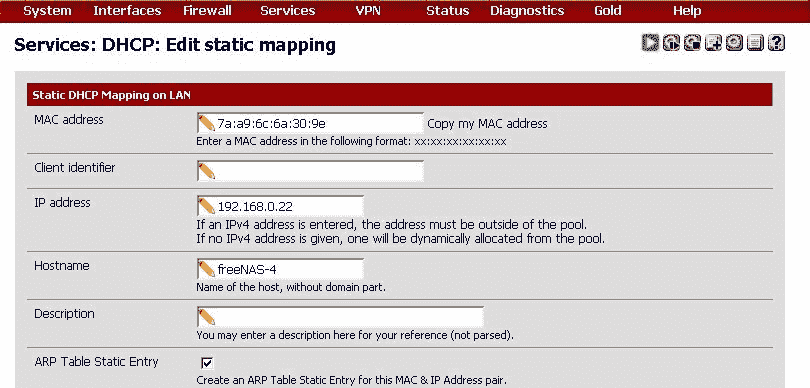 System Interfaces Firewall Services VPN Status Diagnostics Gold Help
Services: DHCP: Edit static mapping
Static DHCP Mapping on LAN
MAC address 7a:a9:6c:6a:30:9e Copy my MAC address
Enter a MAC address in the following format: xx:xx:xx:xx:xx:xx
Client identifier
IP address 192.168.0.22
If an IPv4 address is entered, the address must be outside of the pool.
If no IPv4 address is given, one will be dynamically allocated from the pool.
Hostname freeNAS-4
Name of the host, without domain part.
Description
You may enter a description here for your reference (not parsed).
ARP Table Static Entry
Create an ARP Table Static Entry for this MAC & IP Address pair.